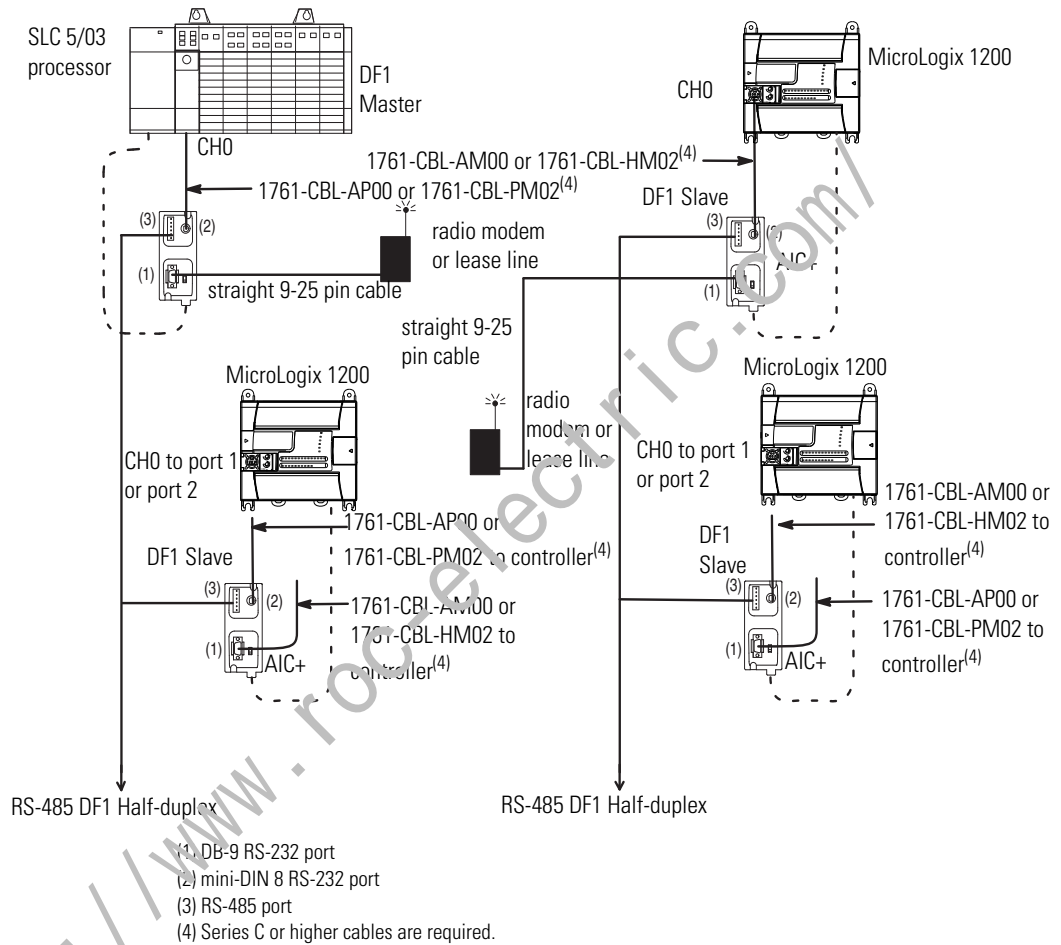 SLC 5/03
processor
DF1
Master
CH0
MicroLogix 1200
CH0
1761-CBL-AM00 or 1761-CBL-HM02(4)
1761-CBL-AP00 or 1761-CBL-PM02(4)
DF1 Slave
(3)
(2)
(1)
radio modem
or lease line
straight 9-25 pin cable
(3)
(2)
AIC+
(1)
straight 9-25
pin cable
MicroLogix 1200
MicroLogix 1200
radio
modem or
lease line
CH0 to port 1
or port 2
CH0 to port 1
or port 2
1761-CBL-AP00 or
1761-CBL-PM02 to controller(4)
1761-CBL-AM00 or
1761-CBL-HM02 to
controller(4)
DF1 Slave
DF1
Slave
(3)
(2)
(1)
AIC+
1761-CBL-AM00 or
1761-CBL-HM02 to
controller(4)
(3)
(2)
(1)
AIC+
1761-CBL-AP00 or
1761-CBL-PM02 to
controller(4)
RS-485 DF1 Half-duplex
RS-485 DF1 Half-duplex
(1) DB-9 RS-232 port
(2) mini-DIN 8 RS-232 port
(3) RS-485 port
(4) Series C or higher cables are required.
//www.roc-electric.com/